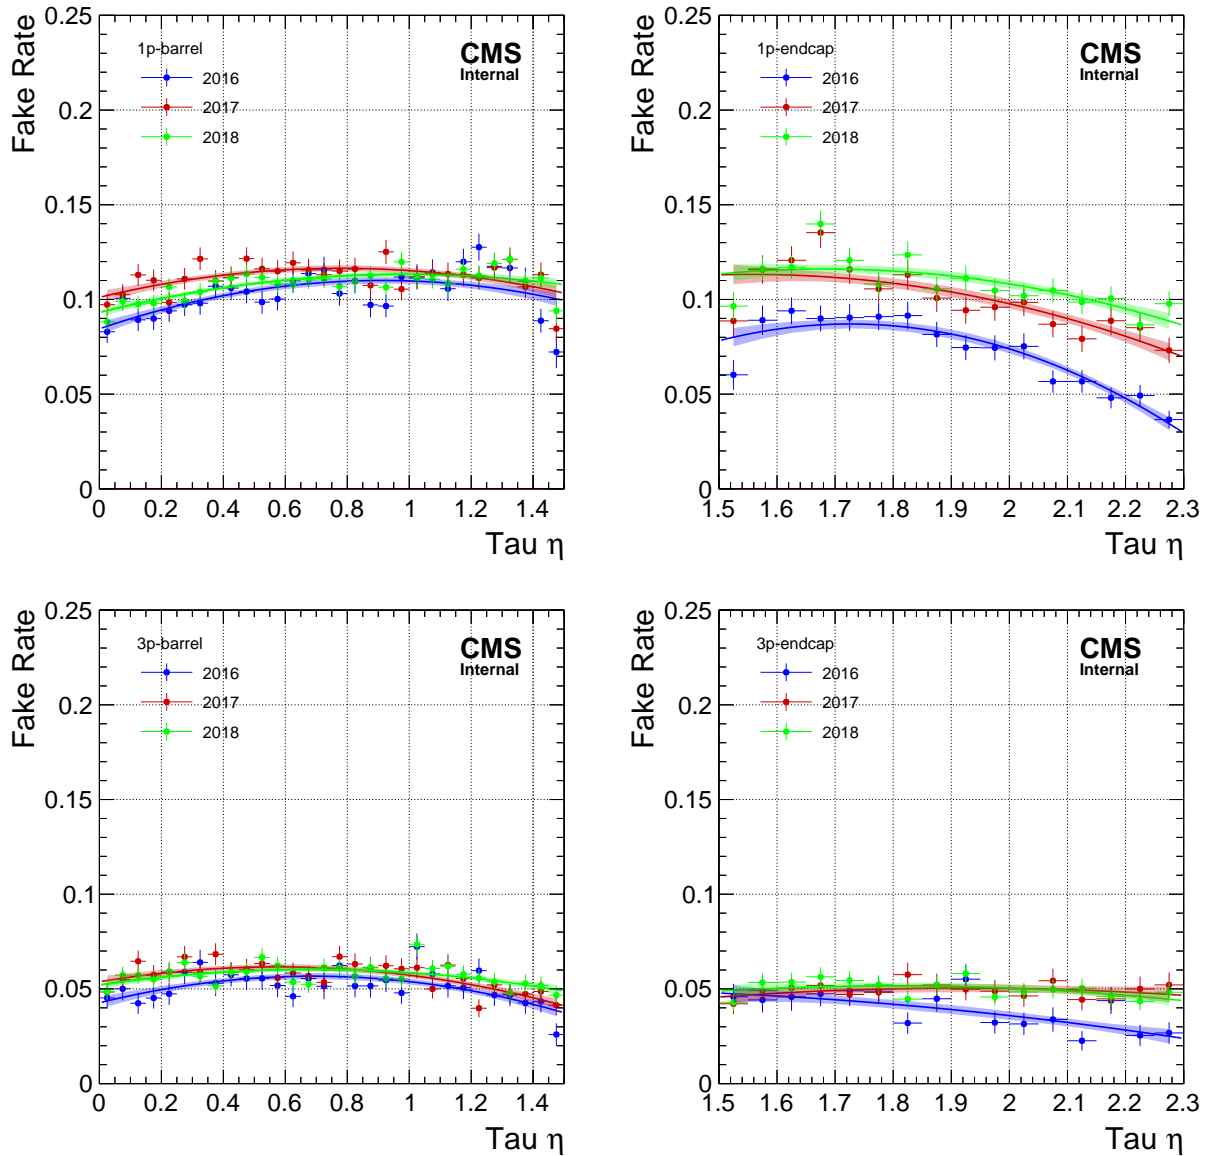 Fake Rate
0.25
0.2
0.15
0.1
0.05
0
1p-barrel
2016
2017
2018
CMS
Internal
0 0.2 0.4 0.6 0.8 1 1.2 1.4
Tau η
Fake Rate
0.25
0.2
0.15
0.1
0.05
0
1p-endcap
2016
2017
2018
CMS
Internal
1.5 1.6 1.7 1.8 1.9 2 2.1 2.2 2.3
Tau η
Fake Rate
0.25
0.2
0.15
0.1
0.05
0
3p-barrel
2016
2017
2018
CMS
Internal
0 0.2 0.4 0.6 0.8 1 1.2 1.4
Tau η
Fake Rate
0.25
0.2
0.15
0.1
0.05
0
3p-endcap
2016
2017
2018
CMS
Internal
1.5 1.6 1.7 1.8 1.9 2 2.1 2.2 2.3
Tau η